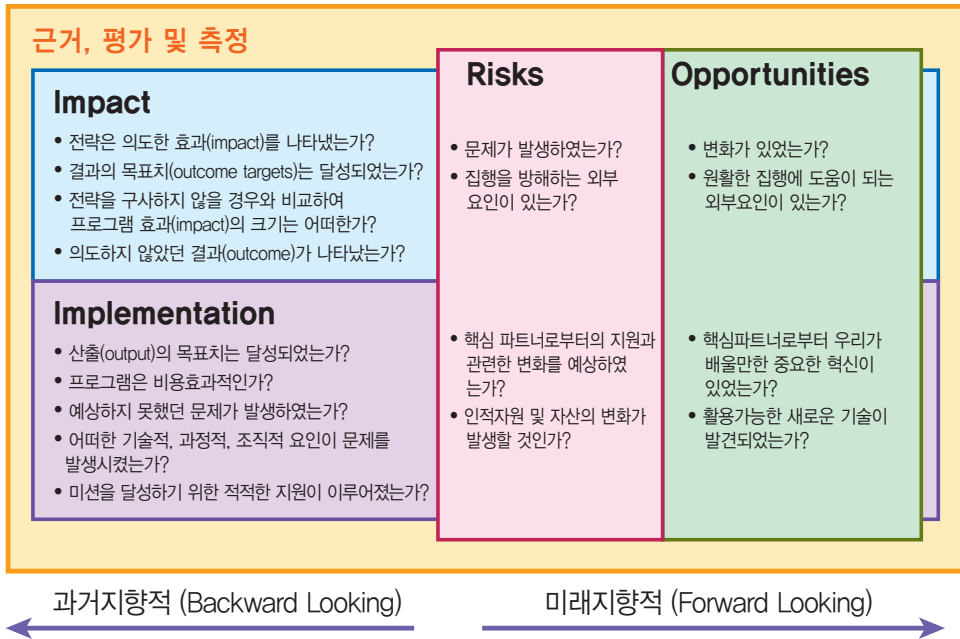 근거, 평가 및 측정
Impact
• 전략은 의도한 효과(impact)를 나타냈는가?
• 결과의 목표치(outcome targets)는 달성되었는가?
• 전략을 구사하지 않을 경우와 비교하여
프로그램 효과(impact)의 크기는 어떠한가?
• 의도하지 않았던 결과(outcome)가 나타났는가?
Risks
• 문제가 발생하였는가?
• 집행을 방해하는 외부
요인이 있는가?
Opportunities
• 변화가 있었는가?
• 원활한 집행에 도움이 되는
외부요인이 있는가?
Implementation
• 산출(output)의 목표치는 달성되었는가?
• 프로그램은 비용효과적인가?
• 예상하지 못했던 문제가 발생하였는가?
• 어떠한 기술적, 과정적, 조직적 요인이 문제를
발생시켰는가?
• 미션을 달성하기 위한 적적한 지원이 이루어졌는가?
• 핵심 파트너로부터의 지원과
관련한 변화를 예상하였
는가?
• 인적자원 및 자산의 변화가
발생할 것인가?
• 핵심파트너로부터 우리가
배울만한 중요한 혁신이
있었는가?
• 활용가능한 새로운 기술이
발견되었는가?
과거지향적 (Backward Looking)
미래지향적 (Forward Looking)